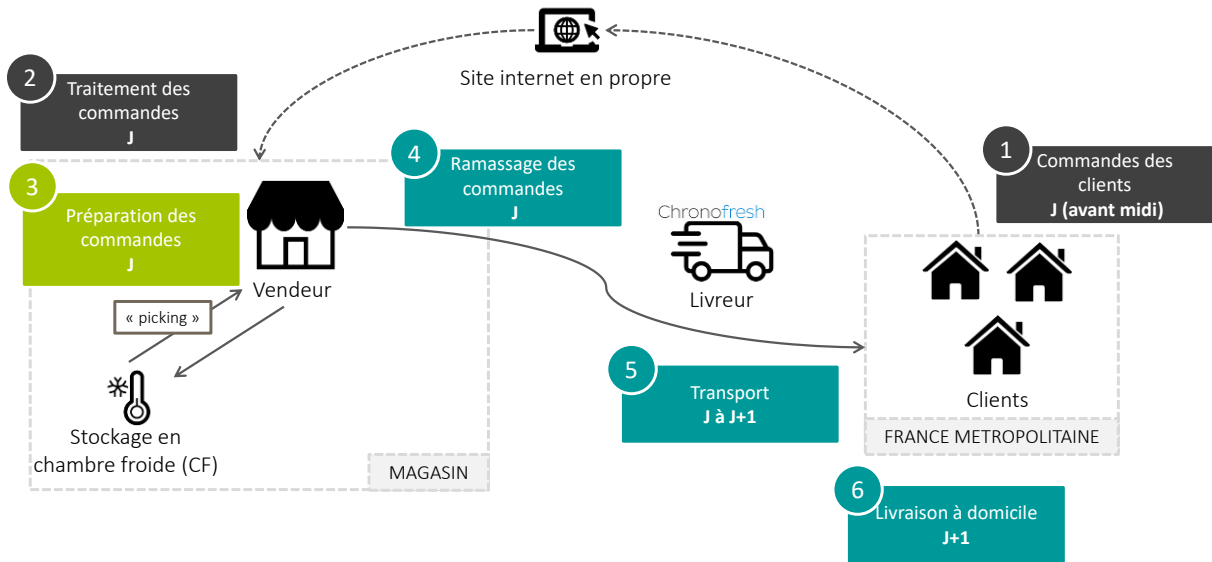 Site internet en propre
2
Traitement des
commandes
J
4
Ramassage des
commandes
J
1
Commandes des
clients
J (avant midi)
3
Préparation des
commandes
J
Chronofresh
Vendeur
Livreur
« picking »
5
Transport
J à J+1
Clients
FRANCE METROPOLITAINE
Stockage en
chambre froide (CF)
MAGASIN
6
Livraison à domicile
J+1